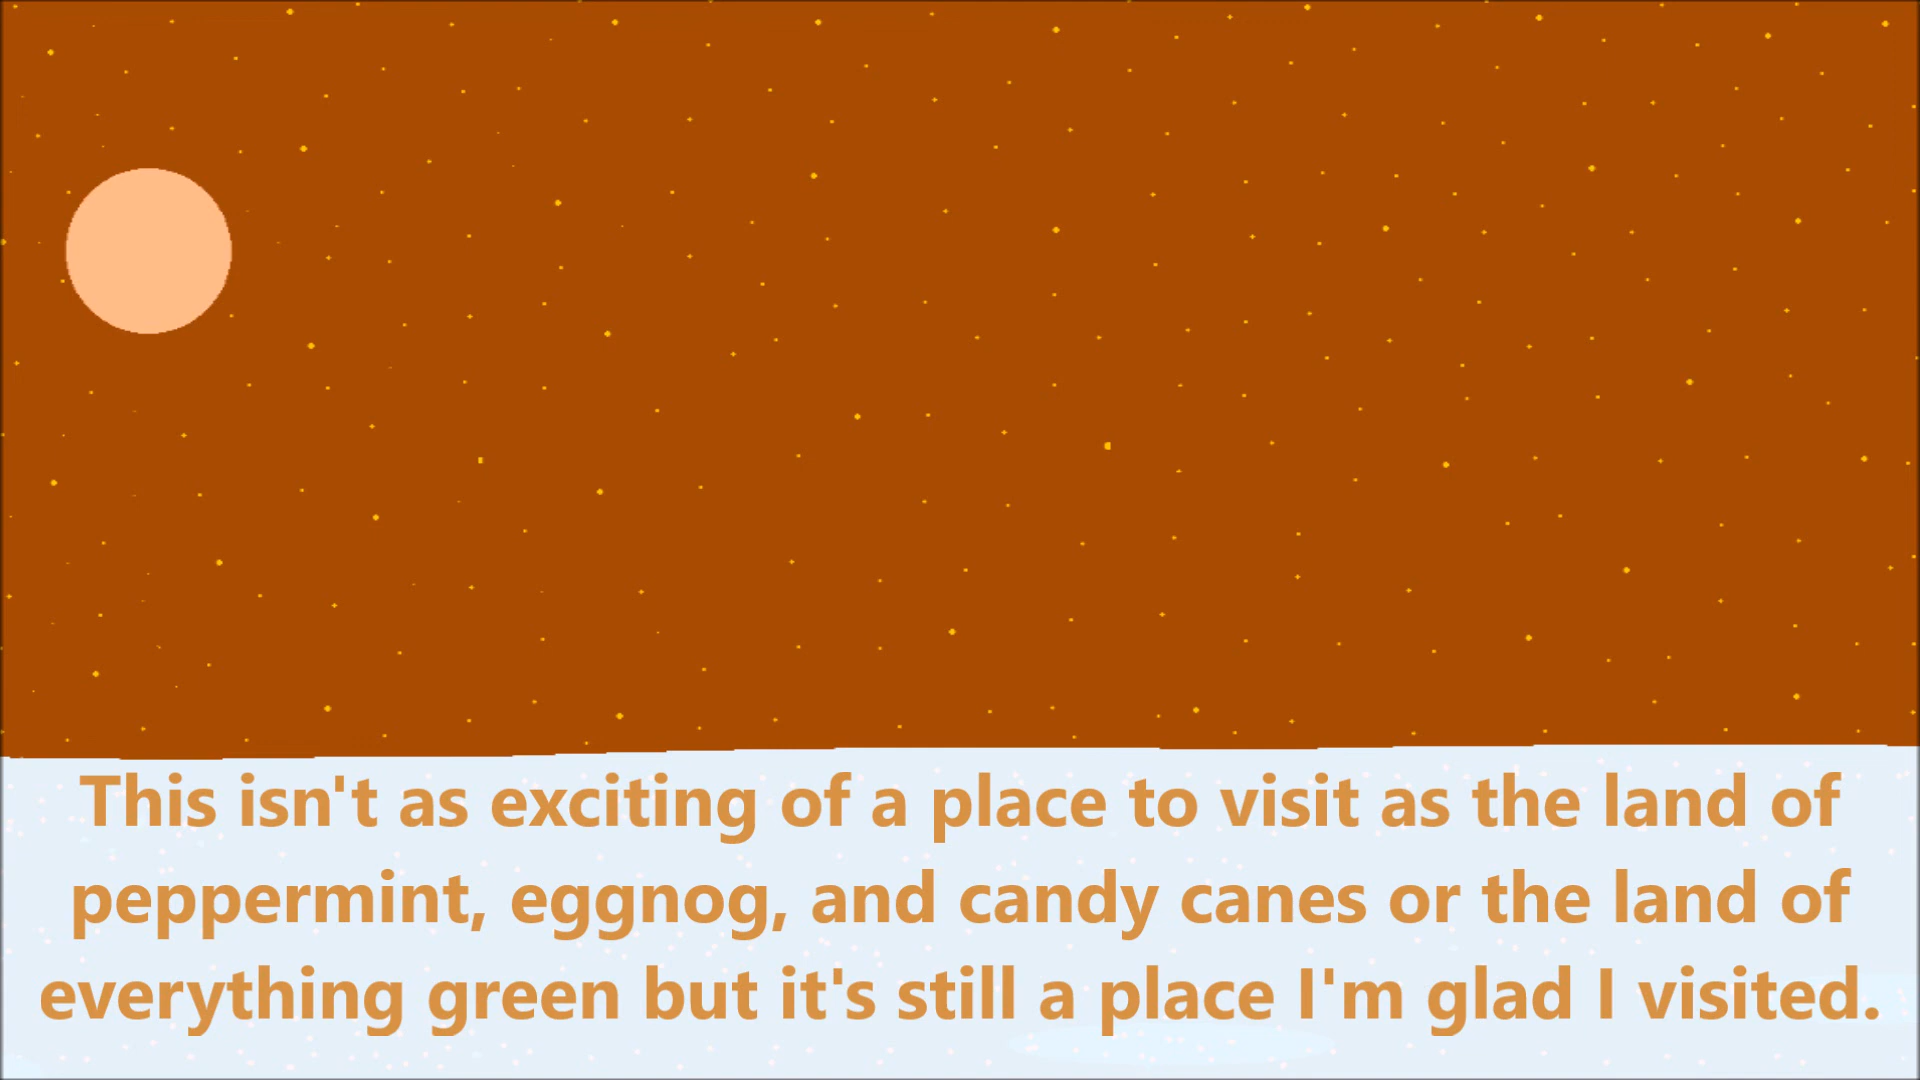 This isn't as exciting of a place to visit as the land of
peppermint, eggnog, and candy canes or the land of
everything green but it's still a place I'm glad I visited.